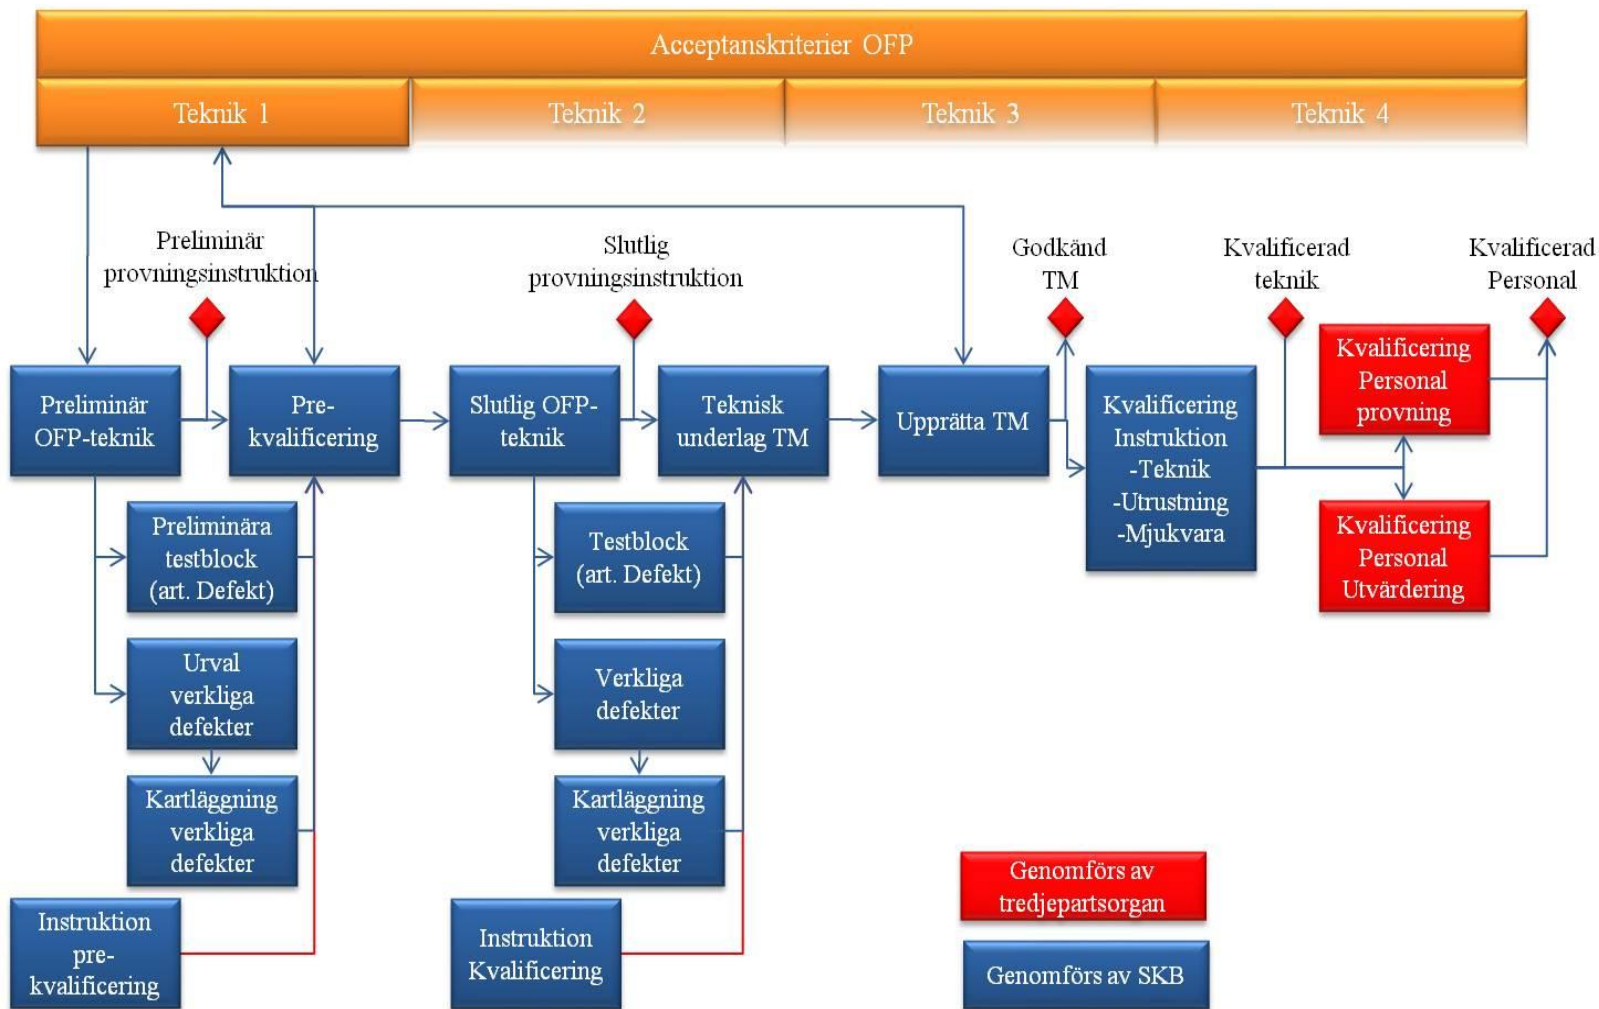 Acceptanskriterier OFP
Teknik 1
Teknik 2
Teknik 3
Teknik 4
Preliminär
provningsinstruktion
Slutlig
provningsinstruktion
Godkänd
TM
Kvalificerad
teknik
Kvalificerad
Personal
Preliminär
OFP-teknik
Pre-
kvalificering
Slutlig OFP-
teknik
Teknisk
underlag TM
Upprätta TM
Kvalificering
Instruktion
-Teknik
-Utrustning
-Mjukvara
Kvalificering
Personal
provning
Kvalificering
Personal
Utvärdering
Preliminära
testblock
(art. Defekt)
Testblock
(art. Defekt)
Urval
verkliga
defekter
Verkliga
defekter
Kartläggning
verkliga
defekter
Kartläggning
verkliga
defekter
Instruktion
pre-
kvalificering
Instruktion
Kvalificering
Genomförs av
tredjepartsorgan
Genomförs av SKB